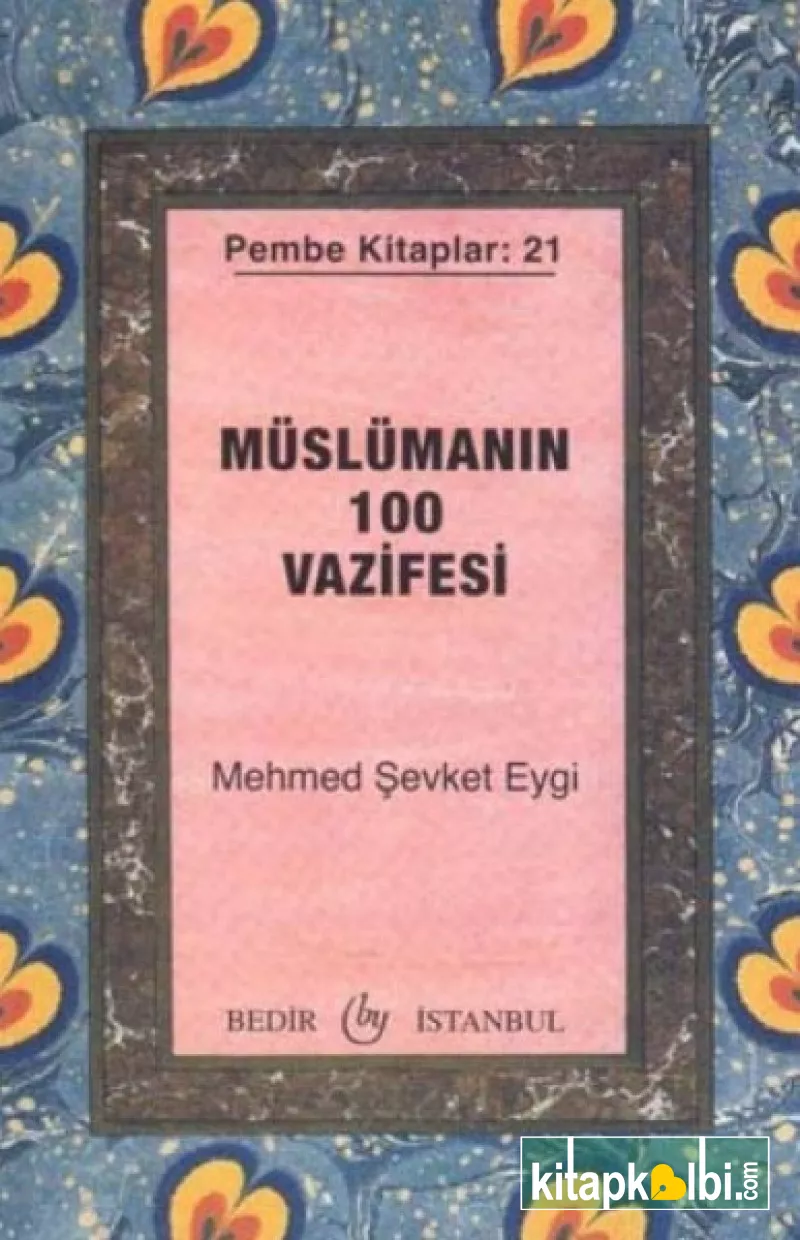 Pembe Kitaplar: 21
MÜSLÜMANIN
100
VAZİFESİ
Mehmed Şevket Eygi
BEDİR by İSTANBUL
kitapkalbi.com